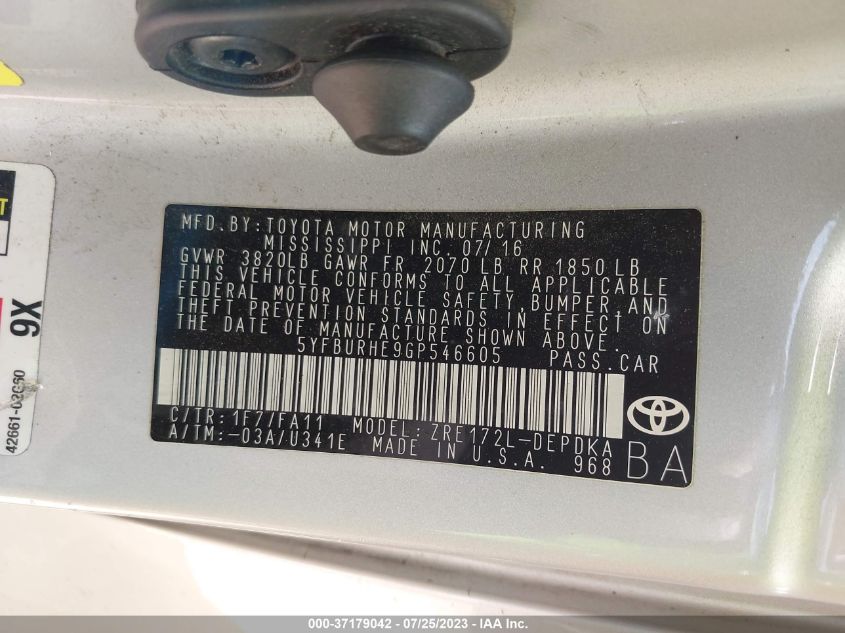 MFD. BY: TOYOTA MOTOR MANUFACTURING
MISSISSIPPI INC. 07/16
GVWR 3820LB GAWR FR 2070 LB RR 1850 LB
THIS VEHICLE CONFORMS TO ALL APPLICABLE
FEDERAL MOTOR VEHICLE SAFETY, BUMPER, AND
THEFT PREVENTION STANDARDS IN EFFECT ON
THE DATE OF MANUFACTURE SHOWN ABOVE.
5YFBURHE9GP546605 PASS. CAR
C/TR: 1F7/FA11 MODEL: ZRE172L-DEPDKA
A/TM: -03A/U341E MADE IN U.S.A. 968
BA
9X
000-37179042 - 07/25/2023 - IAA Inc.